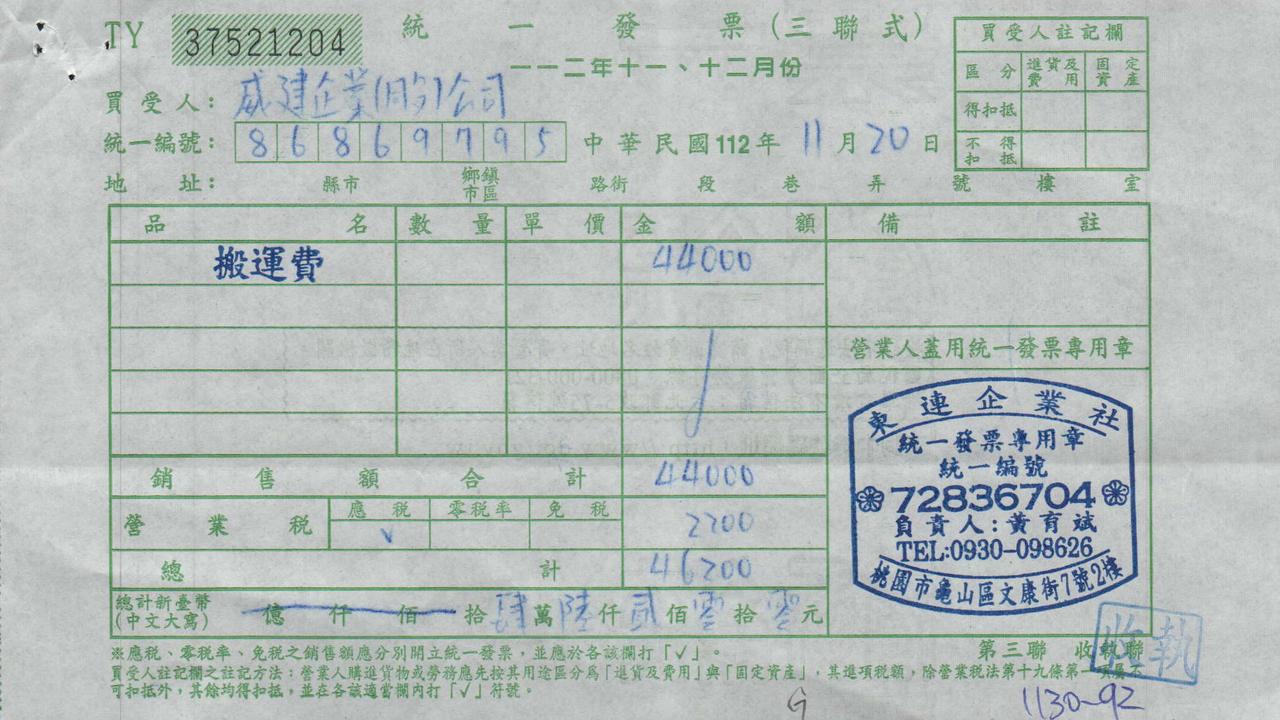 TY 37521204 統一發票(三聯式)
一一二年十一、十二月份
買受人註記欄
區分 進貨及費用 固定資產
得扣抵
不得扣抵
買受人: 威建企業(股)公司
統一編號: 86869795 中華民國112年 11月20日
地址: 縣市 鄉鎮市區 路街 段 巷 弄 號 樓 室
品名 數量 單價 金額 備註
搬運費 44000
營業人蓋用統一發票專用章
銷售額合計 44000
營業稅 應稅 零稅率 免稅 2200
√
總計 46200
總計新臺幣(中文大寫) 億 仟 佰 拾 肆萬 陸仟 貳佰 零拾 零元
東連企業社
統一發票專用章
統一編號
72836704
負責人:黃育斌
TEL:0930-098626
桃園市龜山區文康街7號2樓
※應稅、零稅率、免稅之銷售額應分別開立統一發票,並應於各該欄打「√」。
第三聯 收執聯
收執
買受人註記欄之註記方法:營業人購進貨物或勞務應先按其用途區分為「進貨及費用」與「固定資產」,其進項稅額,除營業稅法第十九條第一項屬不
可扣抵外,其餘均得扣抵,並在各該適當欄內打「√」符號。
G 1130-92